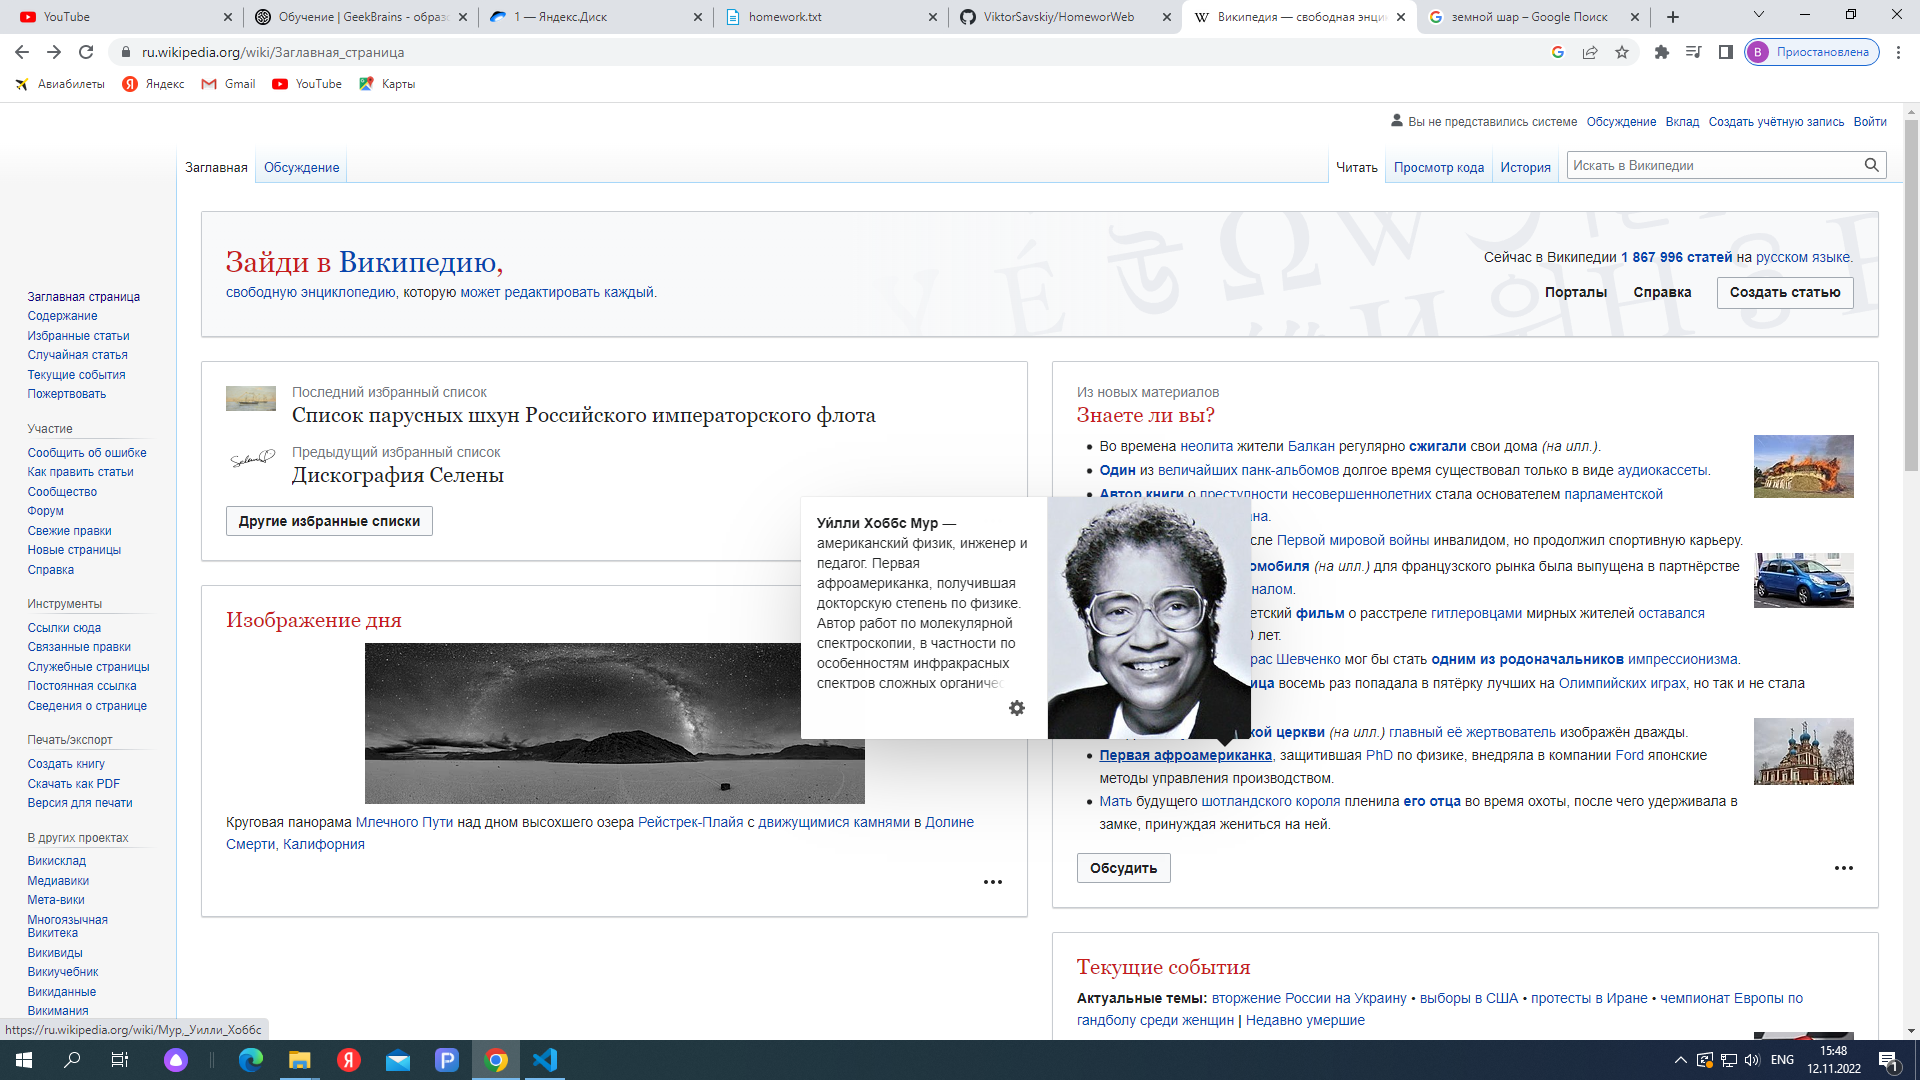 YouTube
Обучение | GeekBrains - образо
1 — Яндекс.Диск
homework.txt
ViktorSavskiy/HomeworWeb
Википедия — свободная энци
земной шар – Google Поиск
ru.wikipedia.org/wiki/Заглавная_страница
В Приостановлена
Авиабилеты
Яндекс
Gmail
YouTube
Карты
Вы не представились системе Обсуждение Вклад Создать учётную запись Войти
Заглавная Обсуждение
Читать Просмотр кода История
Искать в Википедии
Зайди в Википедию,
свободную энциклопедию, которую может редактировать каждый.
Сейчас в Википедии 1 867 996 статей на русском языке.
Порталы Справка Создать статью
Заглавная страница
Содержание
Избранные статьи
Случайная статья
Текущие события
Пожертвовать
Участие
Сообщить об ошибке
Как править статьи
Сообщество
Форум
Свежие правки
Новые страницы
Справка
Инструменты
Ссылки сюда
Связанные правки
Служебные страницы
Постоянная ссылка
Сведения о странице
Печать/экспорт
Создать книгу
Скачать как PDF
Версия для печати
В других проектах
Викисклад
Медиавики
Мета-вики
Многоязычная
Викитека
Викивиды
Викиучебник
Викиданные
Викимания
Последний избранный список
Список парусных шхун Российского императорского флота
Предыдущий избранный список
Дискография Селены
Другие избранные списки
Изображение дня
Круговая панорама Млечного Пути над дном высохшего озера Рейстрек-Плайя с движущимися камнями в Долине
Смерти, Калифорния
Уи́лли Хоббс Мур —
американский физик, инженер и
педагог. Первая
афроамериканка, получившая
докторскую степень по физике.
Автор работ по молекулярной
спектроскопии, в частности по
особенностям инфракрасных
спектров сложных органичес
Из новых материалов
Знаете ли вы?
Во времена неолита жители Балкан регулярно сжигали свои дома (на илл.).
Один из величайших панк-альбомов долгое время существовал только в виде аудиокассеты.
Автор книги о преступности несовершеннолетних стала основателем парламентской
ана.
сле Первой мировой войны инвалидом, но продолжил спортивную карьеру.
омобиля (на илл.) для французского рынка была выпущена в партнёрстве
налом.
етский фильм о расстреле гитлеровцами мирных жителей оставался
0 лет.
рас Шевченко мог бы стать одним из родоначальников импрессионизма.
ица восемь раз попадала в пятёрку лучших на Олимпийских играх, но так и не стала
кой церкви (на илл.) главный её жертвователь изображён дважды.
Первая афроамериканка, защитившая PhD по физике, внедряла в компании Ford японские
методы управления производством.
Мать будущего шотландского короля пленила его отца во время охоты, после чего удерживала в
замке, принуждая жениться на ней.
Обсудить
Текущие события
Актуальные темы: вторжение России на Украину • выборы в США • протесты в Иране • чемпионат Европы по
гандболу среди женщин | Недавно умершие
https://ru.wikipedia.org/wiki/Мур,_Уилли_Хоббс
ENG
15:48
12.11.2022
1